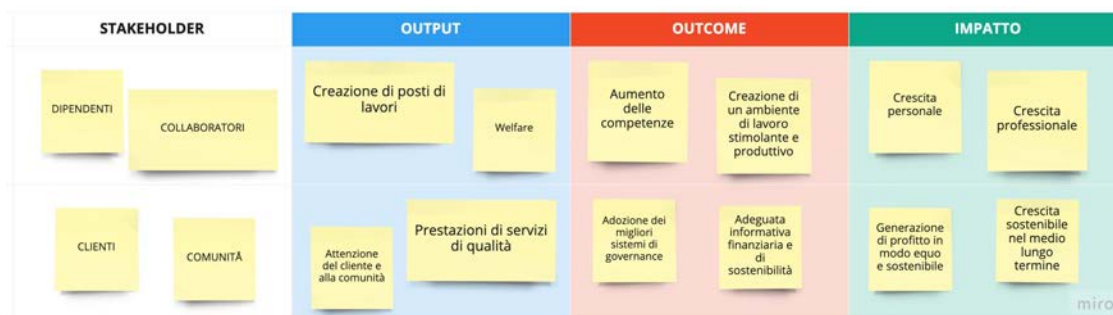 STAKEHOLDER
OUTPUT
OUTCOME
IMPATTO
DIPENDENTI
COLLABORATORI
Creazione di posti di
lavori
Welfare
Aumento
delle
competenze
Creazione di
un ambiente
di lavoro
stimolante e
produttivo
Crescita
personale
Crescita
professionale
CLIENTI
COMUNITÀ
Attenzione
del cliente e
alla comunità
Prestazioni di servizi
di qualità
Adozione dei
migliori
sistemi di
governance
Adeguata
informativa
finanziaria e
di
sostenibilità
Generazione
di profitto in
modo equo
e sostenibile
Crescita
sostenibile
nel medio
lungo
termine
miro